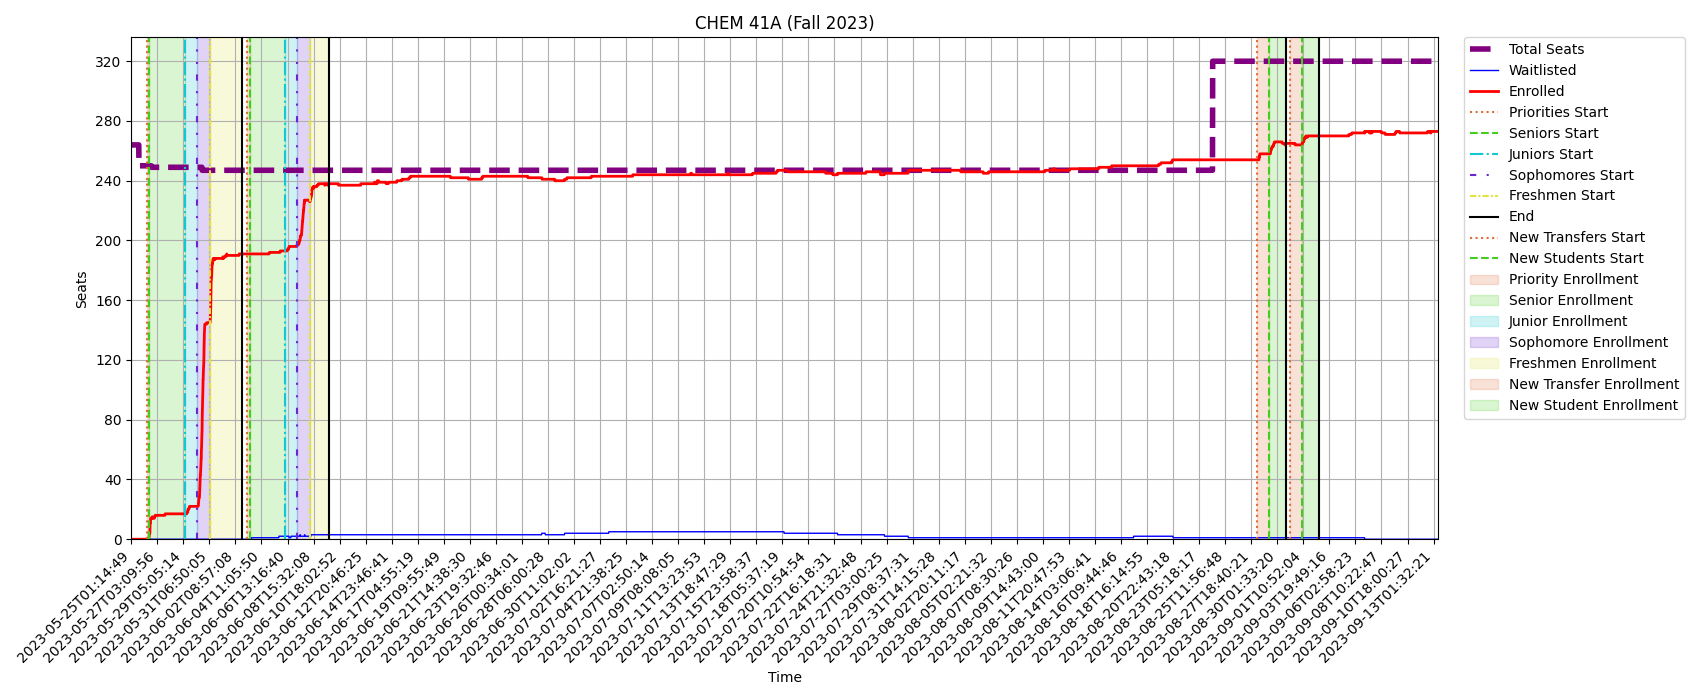 CHEM 41A (Fall 2023)
Seats
320
280
240
200
160
120
80
40
0
2023-05-25T01:14:49
2023-05-27T03:09:56
2023-05-29T05:05:14
2023-05-31T06:50:05
2023-06-02T08:57:08
2023-06-04T11:05:50
2023-06-06T13:16:40
2023-06-08T15:32:08
2023-06-10T18:02:52
2023-06-12T20:46:25
2023-06-14T23:46:41
2023-06-17T04:55:19
2023-06-19T09:55:49
2023-06-21T14:38:30
2023-06-23T19:32:46
2023-06-26T00:34:01
2023-06-28T06:00:28
2023-06-30T11:02:02
2023-07-02T16:21:27
2023-07-04T21:38:25
2023-07-07T02:50:14
2023-07-09T08:08:05
2023-07-11T13:23:53
2023-07-13T18:47:29
2023-07-15T23:58:37
2023-07-18T05:37:19
2023-07-20T10:54:54
2023-07-22T16:18:31
2023-07-24T21:32:48
2023-07-27T03:00:25
2023-07-29T08:37:31
2023-07-31T14:15:28
2023-08-02T20:11:17
2023-08-05T02:21:32
2023-08-07T08:30:26
2023-08-09T14:43:00
2023-08-11T20:47:53
2023-08-14T03:06:41
2023-08-16T09:44:46
2023-08-18T16:14:55
2023-08-20T22:43:18
2023-08-23T05:18:17
2023-08-25T11:56:48
2023-08-27T18:40:21
2023-08-30T01:33:20
2023-09-01T10:52:04
2023-09-03T19:49:16
2023-09-06T02:58:23
2023-09-08T10:22:47
2023-09-10T18:00:27
2023-09-13T01:32:21
Time
Total Seats
Waitlisted
Enrolled
Priorities Start
Seniors Start
Juniors Start
Sophomores Start
Freshmen Start
End
New Transfers Start
New Students Start
Priority Enrollment
Senior Enrollment
Junior Enrollment
Sophomore Enrollment
Freshmen Enrollment
New Transfer Enrollment
New Student Enrollment